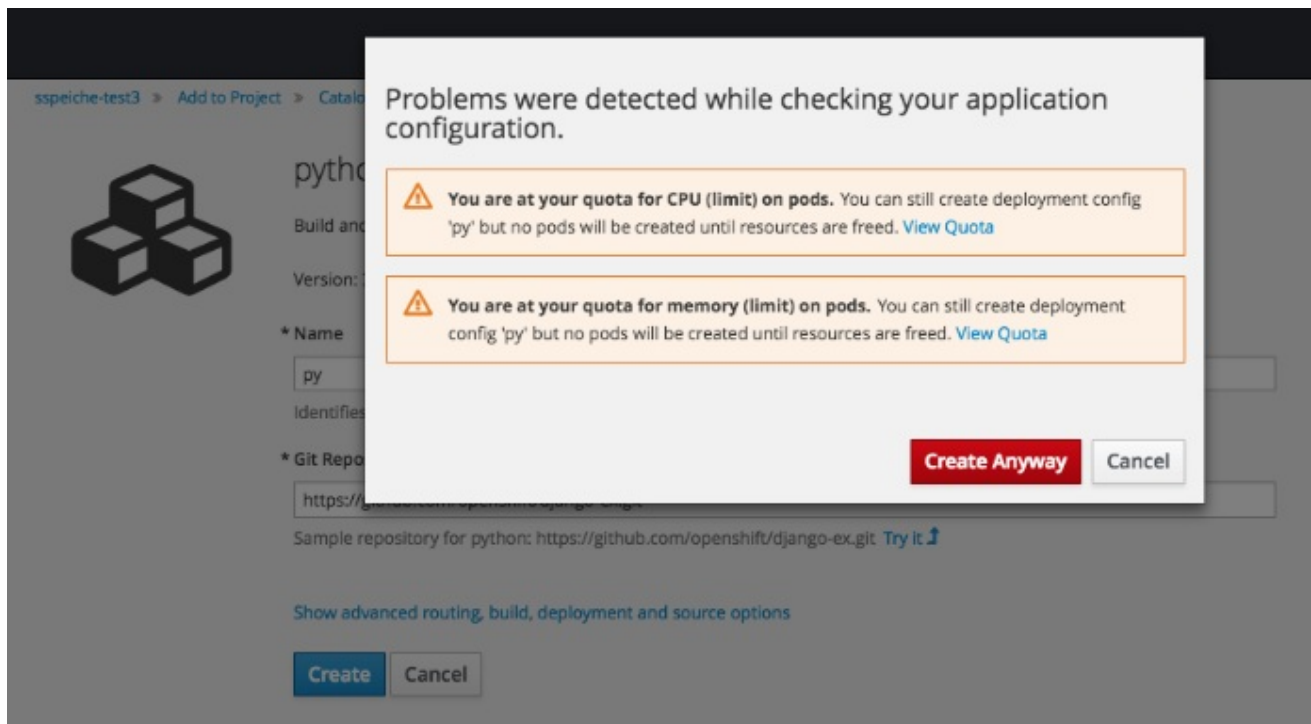 sspeiche-test3 » Add to Project » Catalo
Problems were detected while checking your application
configuration.
You are at your quota for CPU (limit) on pods. You can still create deployment config
'py' but no pods will be created until resources are freed. View Quota
You are at your quota for memory (limit) on pods. You can still create deployment
config 'py' but no pods will be created until resources are freed. View Quota
Create Anyway Cancel
pytho
Build and
Version:
* Name
py
Identifies
* Git Repo
Sample repository for python: https://github.com/openshift/django-ex.git Try it
Show advanced routing, build, deployment and source options
Create Cancel